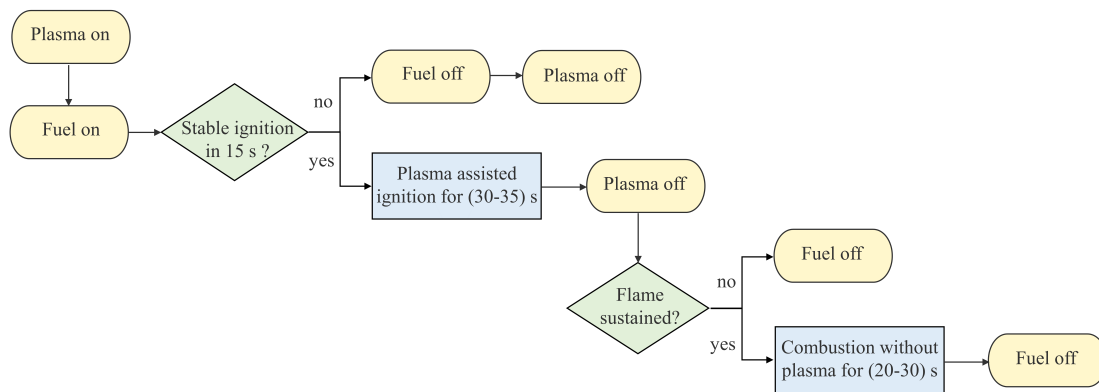 Plasma on
Fuel on
Stable ignition
in 15 s ?
no
yes
Fuel off
Plasma off
Plasma assisted
ignition for (30-35) s
Plasma off
Flame
sustained?
no
yes
Fuel off
Combustion without
plasma for (20-30) s
Fuel off